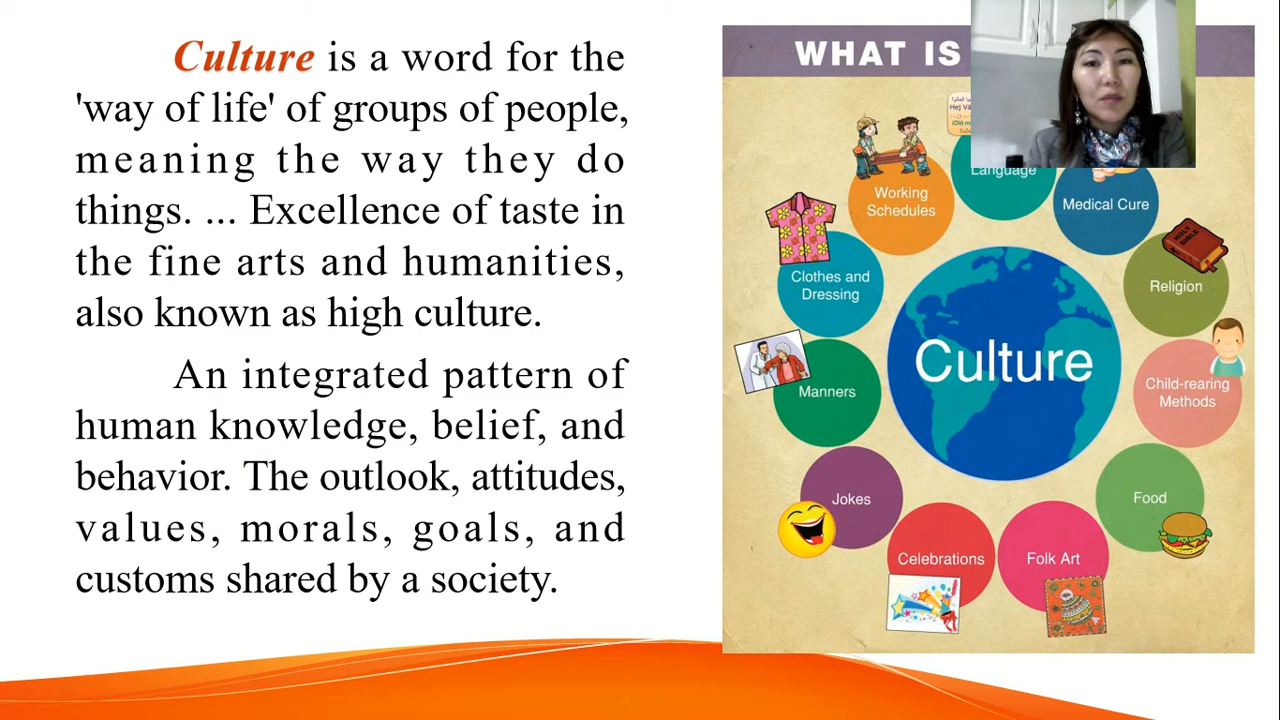 Culture is a word for the
'way of life' of groups of people,
meaning the way they do
things. ... Excellence of taste in
the fine arts and humanities,
also known as high culture.
An integrated pattern of
human knowledge, belief, and
behavior. The outlook, attitudes,
values, morals, goals, and
customs shared by a society.
WHAT IS
Language
Working
Schedules
Medical Cure
Clothes and
Dressing
HOLY
BIBLE
Religion
Culture
Manners
Child-rearing
Methods
Jokes
Food
Celebrations
Folk Art